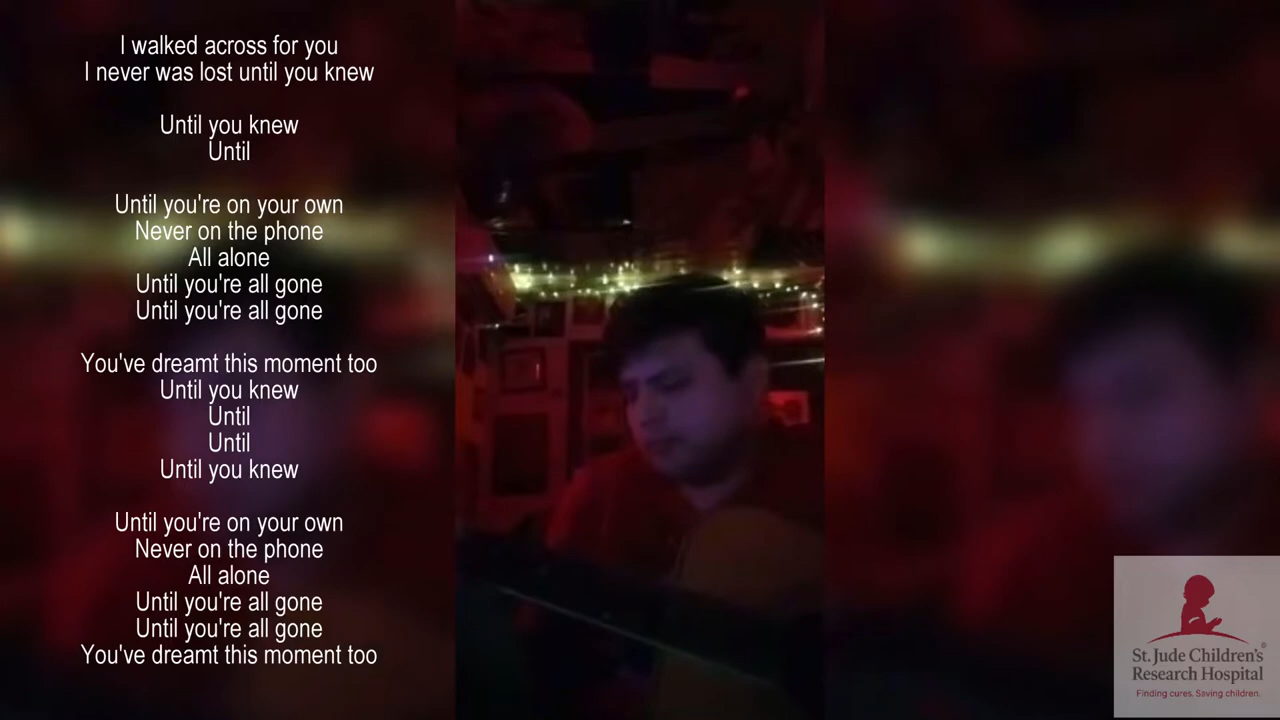 I walked across for you
I never was lost until you knew
Until you knew
Until
Until you're on your own
Never on the phone
All alone
Until you're all gone
Until you're all gone
You've dreamt this moment too
Until you knew
Until
Until
Until you knew
Until you're on your own
Never on the phone
All alone
Until you're all gone
Until you're all gone
You've dreamt this moment too
St. Jude Children's®
Research Hospital
Finding cures. Saving children.